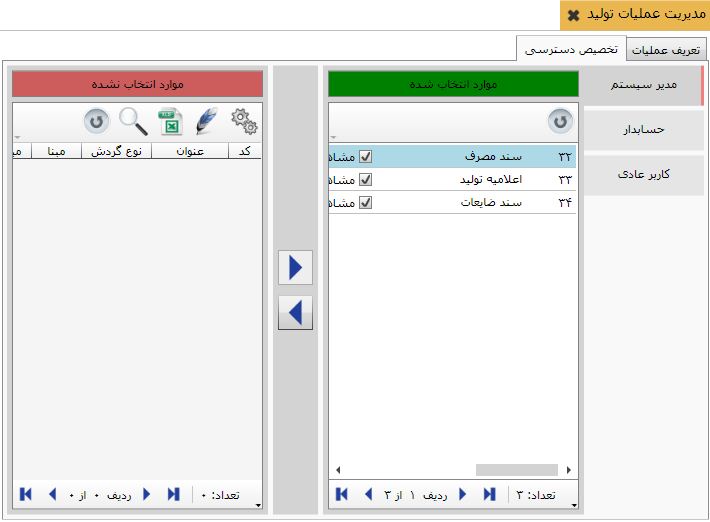 مدیریت عملیات تولید
تعریف عملیات
تخصیص دسترسی
مدیر سیستم
حسابدار
کاربر عادی
موارد انتخاب شده
۳۲ سند مصرف مشاه
۳۳ اعلامیه تولید مشاه
۳۴ سند ضایعات مشاه
تعداد: ۳ ردیف ۱ از ۳
موارد انتخاب نشده
کد عنوان نوع گردش مبنا می
تعداد: ۰ ردیف ۰ از ۰